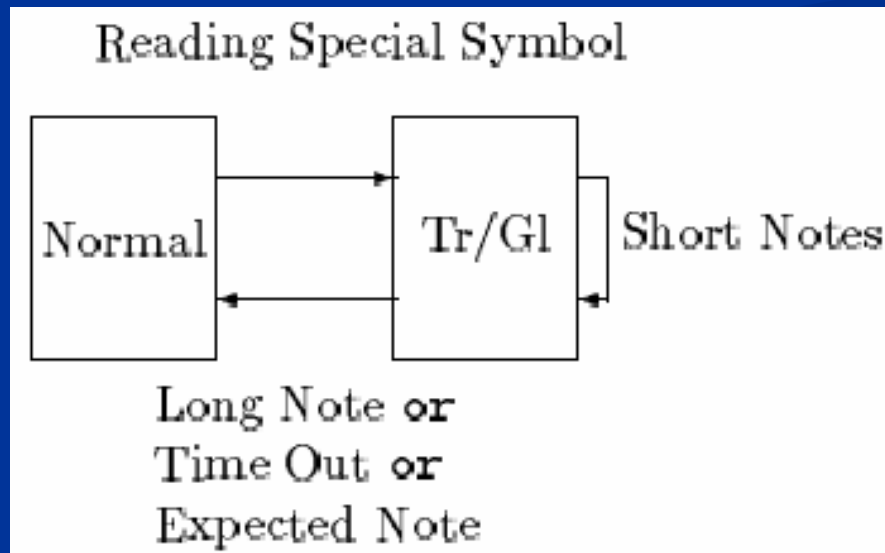 Reading Special Symbol
Normal
Tr/Gl
Short Notes
Long Note or
Time Out or
Expected Note